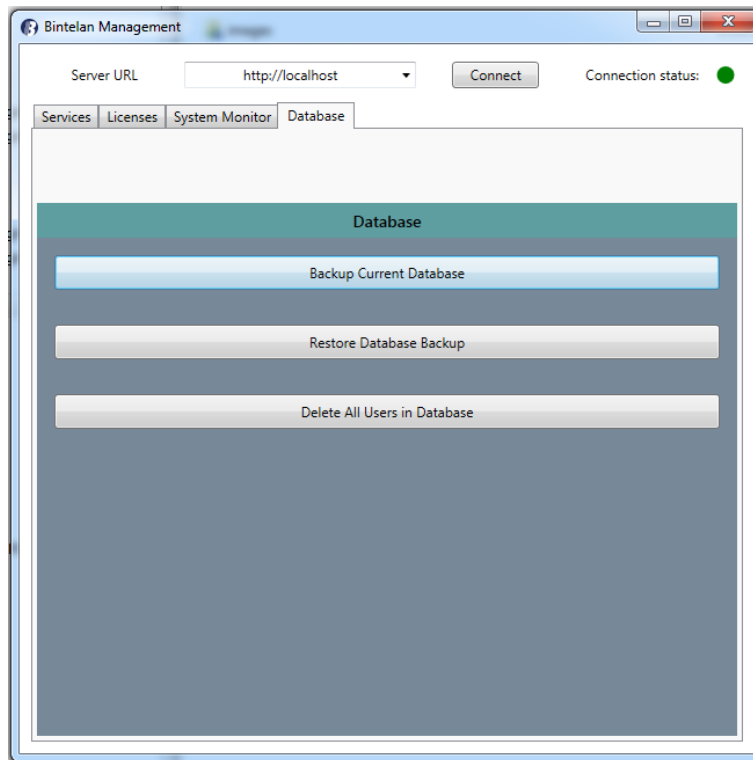 Bintelan Management
Server URL http://localhost Connect Connection status:
Services Licenses System Monitor Database
Database
Backup Current Database
Restore Database Backup
Delete All Users in Database